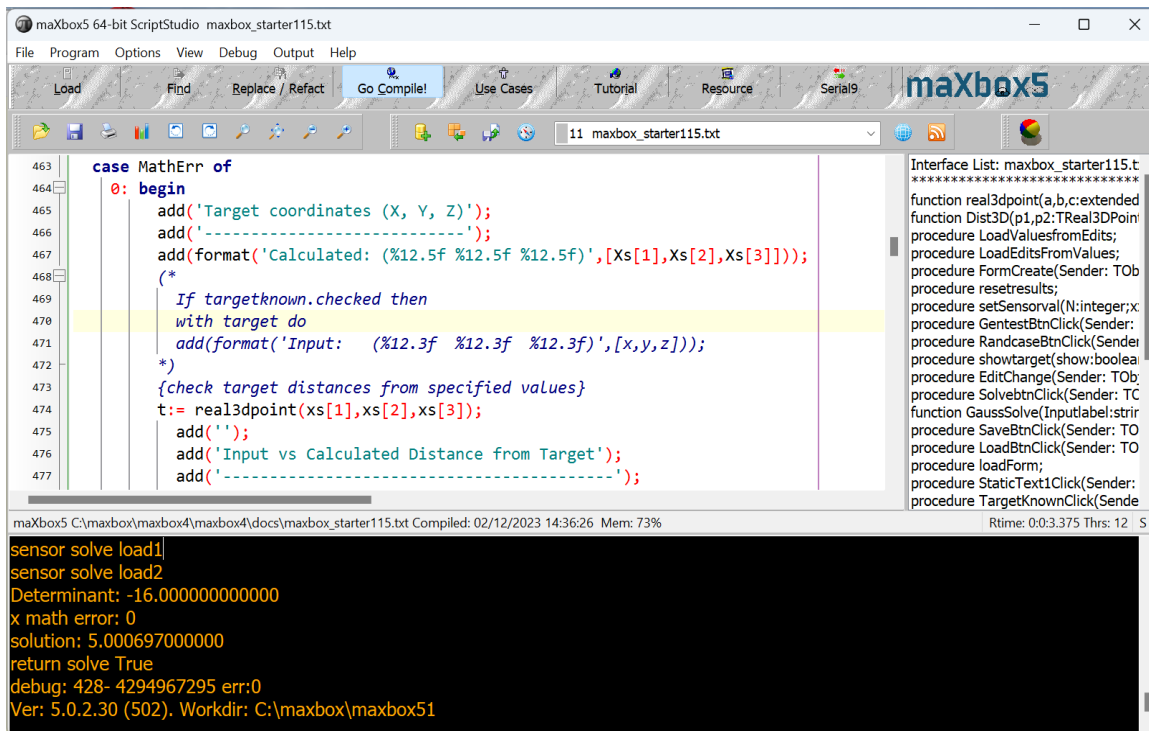 maXbox5 64-bit ScriptStudio maxbox_starter115.txt
File Program Options View Debug Output Help
Load Find Replace / Refact Go Compile! Use Cases Tutorial Resource Serial9 maXbox5
11 maxbox_starter115.txt
463 case MathErr of
464 0: begin
465 add('Target coordinates (X, Y, Z)');
466 add('---------------------------');
467 add(format('Calculated: (%12.5f %12.5f %12.5f)',[Xs[1],Xs[2],Xs[3]]));
468 (*
469 If targetknown.checked then
470 with target do
471 add(format('Input:   (%12.3f  %12.3f  %12.3f)',[x,y,z]));
472 *)
473 {check target distances from specified values}
474 t:= real3dpoint(xs[1],xs[2],xs[3]);
475 add('');
476 add('Input vs Calculated Distance from Target');
477 add('-----------------------------------------');
Interface List: maxbox_starter115.t
******************************
function real3dpoint(a,b,c:extended
function Dist3D(p1,p2:TReal3DPoin
procedure LoadValuesfromEdits;
procedure LoadEditsFromValues;
procedure FormCreate(Sender: TOb
procedure resetresults;
procedure setSensorval(N:integer;x
procedure GentestBtnClick(Sender:
procedure RandcaseBtnClick(Sende
procedure showtarget(show:boolea
procedure EditChange(Sender: TObj
procedure SolvebtnClick(Sender: TC
function GaussSolve(Inputlabel:strir
procedure SaveBtnClick(Sender: TO
procedure LoadBtnClick(Sender: TO
procedure loadForm;
procedure StaticText1Click(Sender:
procedure TargetKnownClick(Sende
maXbox5 C:\maxbox\maxbox4\maxbox4\docs\maxbox_starter115.txt Compiled: 02/12/2023 14:36:26 Mem: 73% Rtime: 0:0:3.375 Thrs: 12 S
sensor solve load1
sensor solve load2
Determinant: -16.000000000000
x math error: 0
solution: 5.000697000000
return solve True
debug: 428- 4294967295 err:0
Ver: 5.0.2.30 (502). Workdir: C:\maxbox\maxbox51